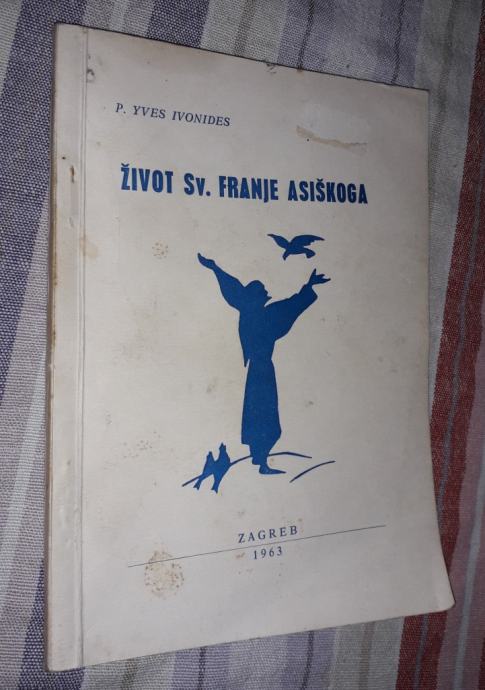 P. YVES IVONIDES
ŽIVOT Sv. FRANJE ASIŠKOGA
ZAGREB
1963